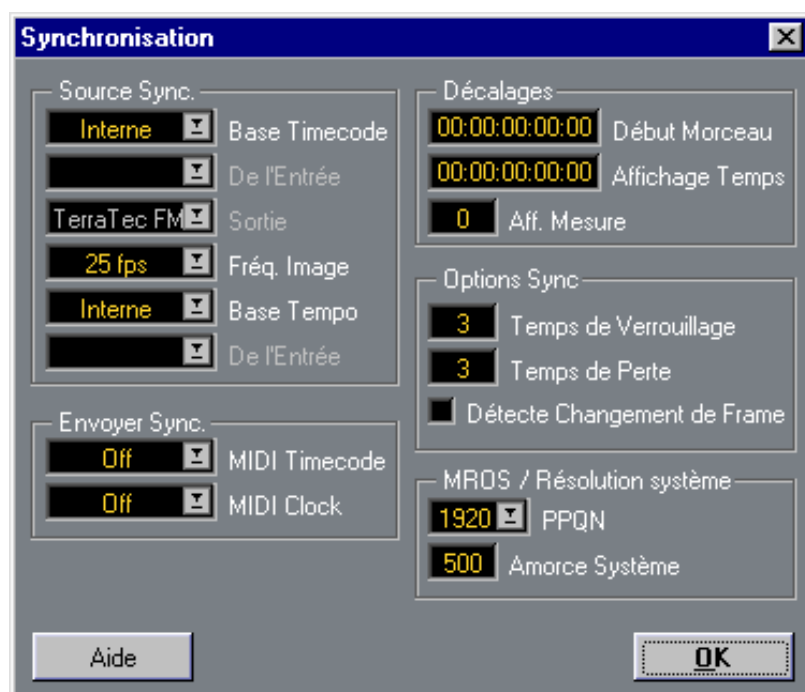 Synchronisation
Source Sync.
Interne Base Timecode
De l'Entrée
TerraTec FM Sortie
25 fps Fréq. Image
Interne Base Tempo
De l'Entrée
Envoyer Sync.
Off MIDI Timecode
Off MIDI Clock
Décalages
00:00:00:00:00 Début Morceau
00:00:00:00:00 Affichage Temps
0 Aff. Mesure
Options Sync
3 Temps de Verrouillage
3 Temps de Perte
Détecte Changement de Frame
MROS / Résolution système
1920 PPQN
500 Amorce Système
Aide
OK